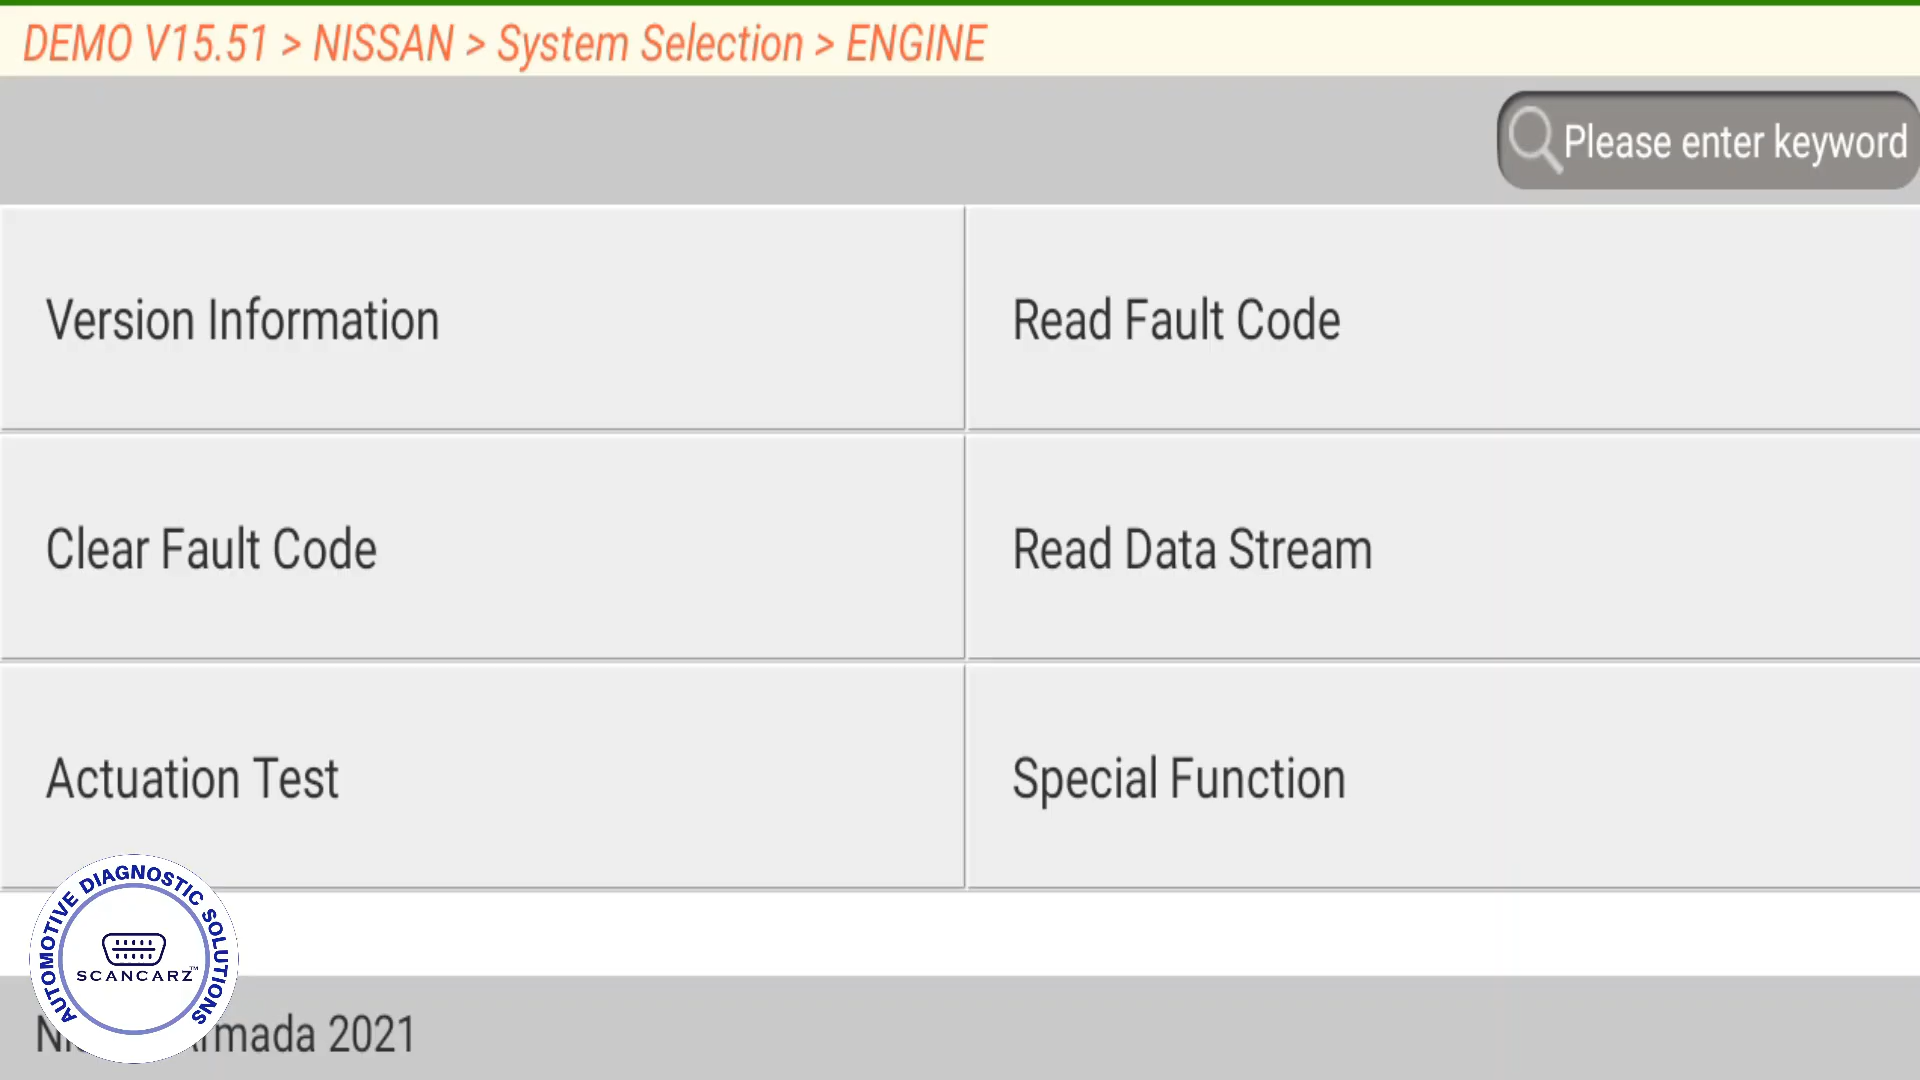 DEMO V15.51 > NISSAN > System Selection > ENGINE
Please enter keyword
Version Information
Read Fault Code
Clear Fault Code
Read Data Stream
Actuation Test
Special Function
AUTOMOTIVE DIAGNOSTIC SOLUTIONS
SCANCARZ™
Armada 2021